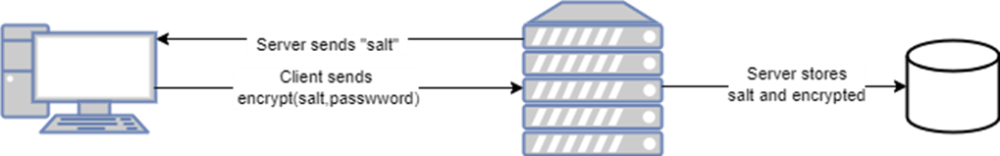 Server sends "salt"
Client sends
encrypt(salt,passwword)
Server stores
salt and encrypted